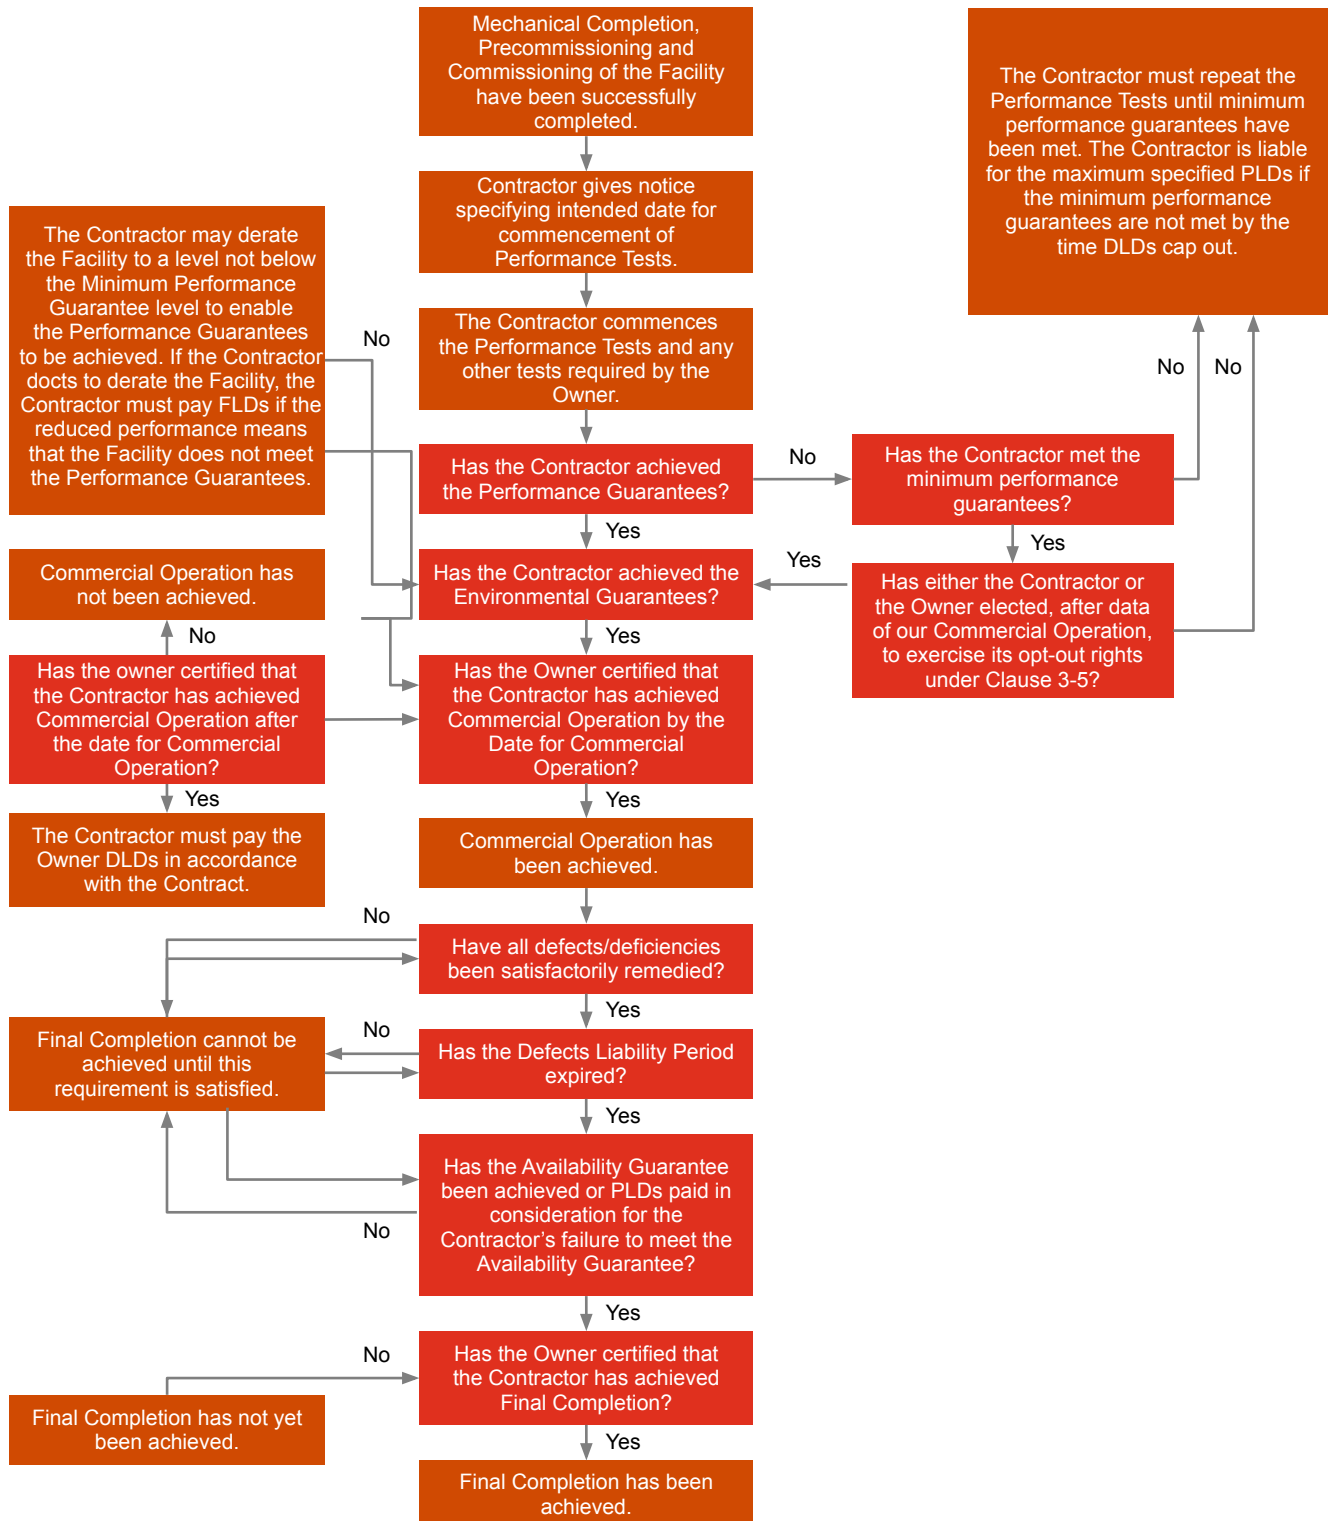 Mechanical Completion,
Precommissioning and
Commissioning of the Facility
have been successfully
completed.
The Contractor must repeat the
Performance Tests until minimum
performance guarantees have
been met. The Contractor is liable
for the maximum specified PLDs if
the minimum performance
guarantees are not met by the
time DLDs cap out.
Contractor gives notice
specifying intended date for
commencement of
Performance Tests.
The Contractor may derate
the Facility to a level not below
the Minimum Performance
Guarantee level to enable
the Performance Guarantees
to be achieved. If the Contractor
docts to derate the Facility, the
Contractor must pay FLDs if the
reduced performance means
that the Facility does not meet
the Performance Guarantees.
No
The Contractor commences
the Performance Tests and any
other tests required by the
Owner.
No
No
Has the Contractor achieved
the Performance Guarantees?
No
Has the Contractor met the
minimum performance
guarantees?
Yes
Yes
Commercial Operation has
not been achieved.
Has the Contractor achieved the
Environmental Guarantees?
Yes
Has either the Contractor or
the Owner elected, after data
of our Commercial Operation,
to exercise its opt-out rights
under Clause 3-5?
No
Yes
Has the owner certified that
the Contractor has achieved
Commercial Operation after
the date for Commercial
Operation?
Has the Owner certified that
the Contractor has achieved
Commercial Operation by the
Date for Commercial
Operation?
Yes
Yes
The Contractor must pay the
Owner DLDs in accordance
with the Contract.
Commercial Operation has
been achieved.
No
Have all defects/deficiencies
been satisfactorily remedied?
Yes
Final Completion cannot be
achieved until this
requirement is satisfied.
No
Has the Defects Liability Period
expired?
Yes
Has the Availability Guarantee
been achieved or PLDs paid in
consideration for the
Contractor’s failure to meet the
Availability Guarantee?
No
Yes
No
Has the Owner certified that
the Contractor has achieved
Final Completion?
Final Completion has not yet
been achieved.
Yes
Final Completion has been
achieved.